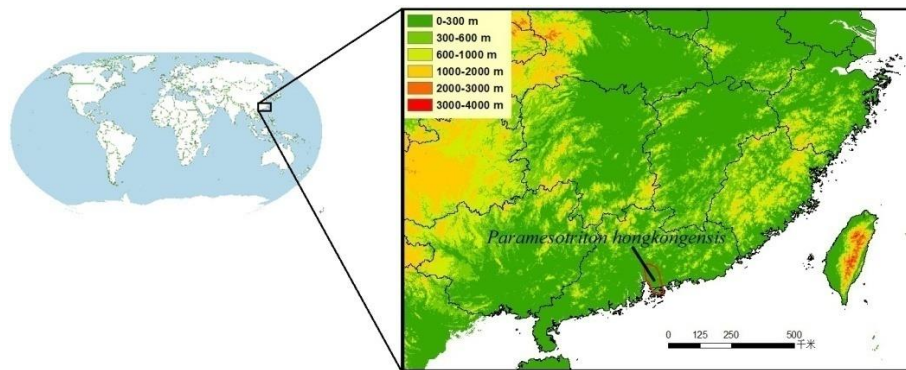 0-300 m
300-600 m
600-1000 m
1000-2000 m
2000-3000 m
3000-4000 m
Paramesotriton hongkongensis
0 125 250 500
千米